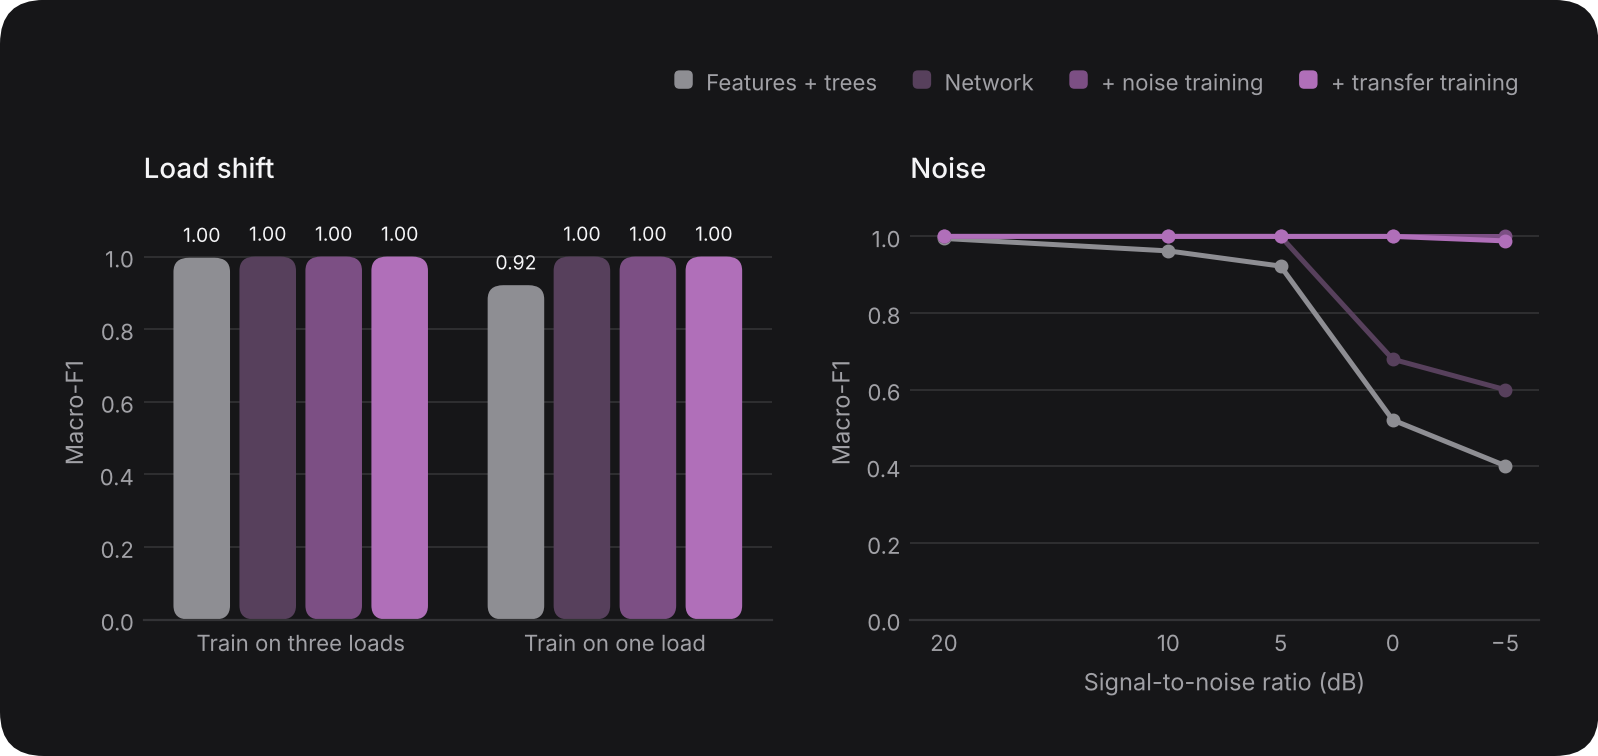 Features + trees
Network
+ noise training
+ transfer training
Load shift
1.00 1.00 1.00 1.00
0.92 1.00 1.00 1.00
Macro-F1
1.0
0.8
0.6
0.4
0.2
0.0
Train on three loads
Train on one load
Noise
Macro-F1
1.0
0.8
0.6
0.4
0.2
0.0
20 10 5 0 −5
Signal-to-noise ratio (dB)